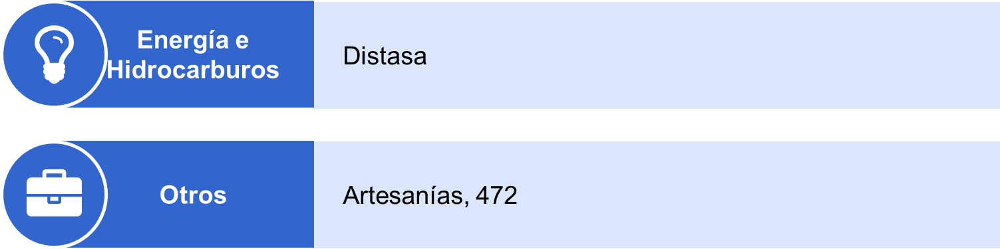 Energía e
Hidrocarburos
Distasa
Otros
Artesanías, 472